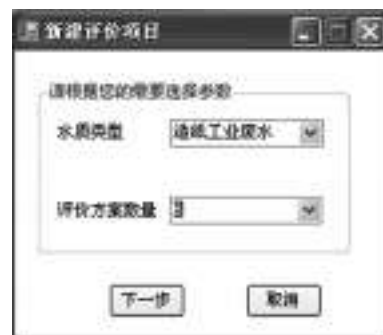 新建评价项目
请根据您的需要选择参数
水质类型 造纸工业废水
评价方案数量
下一步 取消